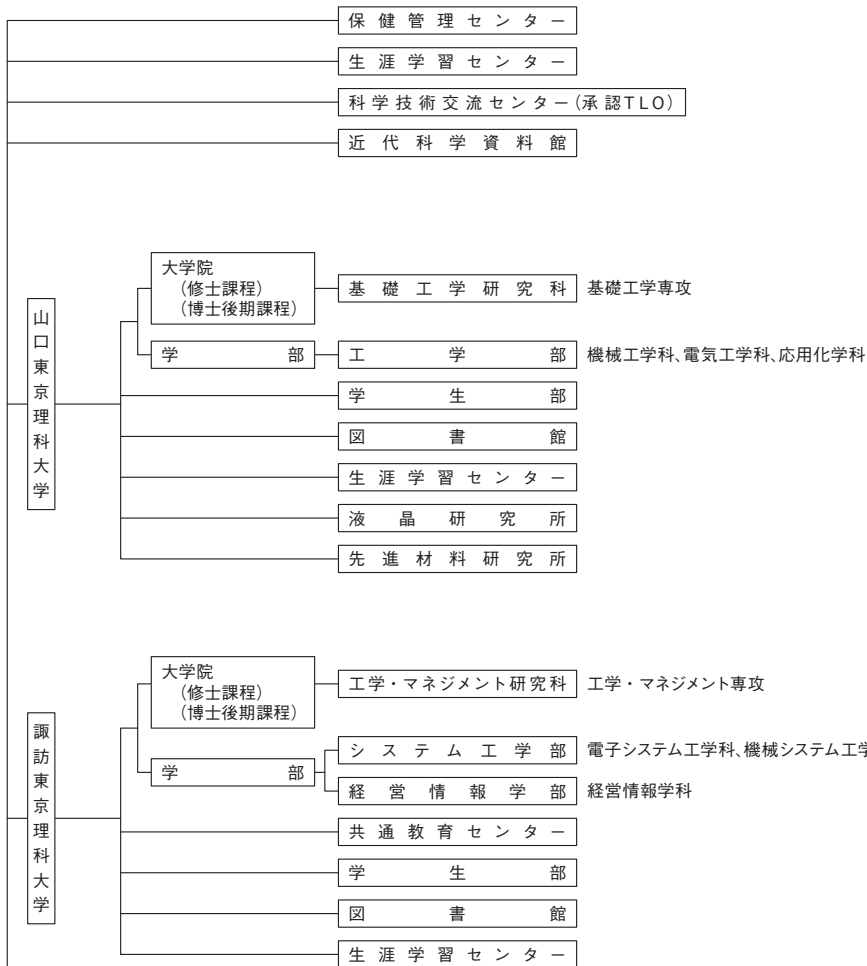 保健管理センター
生涯学習センター
科学技術交流センター(承認TLO)
近代科学資料館
山口東京理科大学
大学院
(修士課程)
(博士後期課程)
基礎工学研究科 基礎工学専攻
学部 工学部 機械工学科、電気工学科、応用化学科
学生部
図書館
生涯学習センター
液晶研究所
先進材料研究所
諏訪東京理科大学
大学院
(修士課程)
(博士後期課程)
工学・マネジメント研究科 工学・マネジメント専攻
学部
システム工学部 電子システム工学科、機械システム工学
経営情報学部 経営情報学科
共通教育センター
学生部
図書館
生涯学習センター